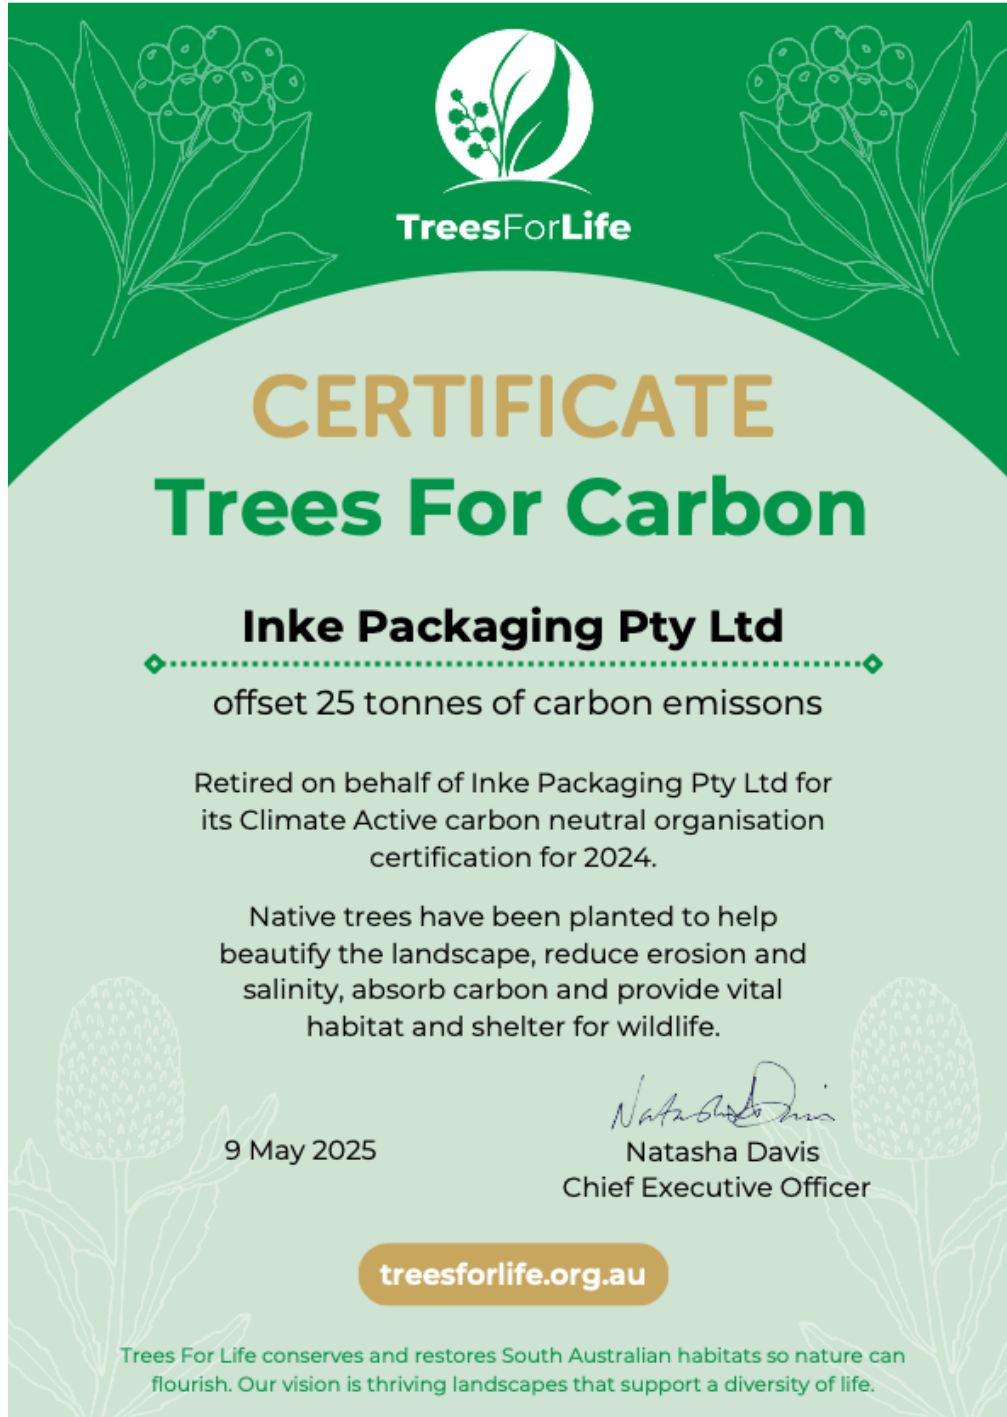 TreesForLife
CERTIFICATE
Trees For Carbon
Inke Packaging Pty Ltd
offset 25 tonnes of carbon emissons
Retired on behalf of Inke Packaging Pty Ltd for
its Climate Active carbon neutral organisation
certification for 2024.
Native trees have been planted to help
beautify the landscape, reduce erosion and
salinity, absorb carbon and provide vital
habitat and shelter for wildlife.
Natasha Davis
9 May 2025
Natasha Davis
Chief Executive Officer
treesforlife.org.au
Trees For Life conserves and restores South Australian habitats so nature can
flourish. Our vision is thriving landscapes that support a diversity of life.